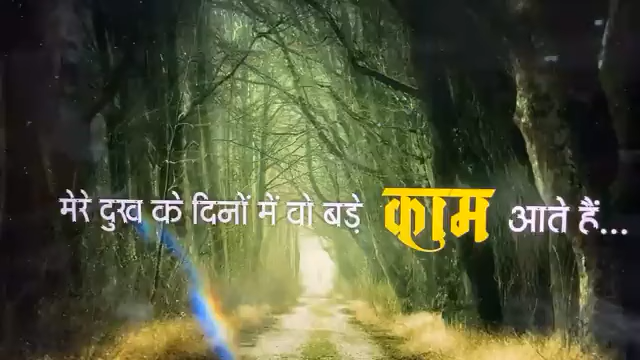 मेरे दुख के दिनों में वो बड़े काम आते हैं...